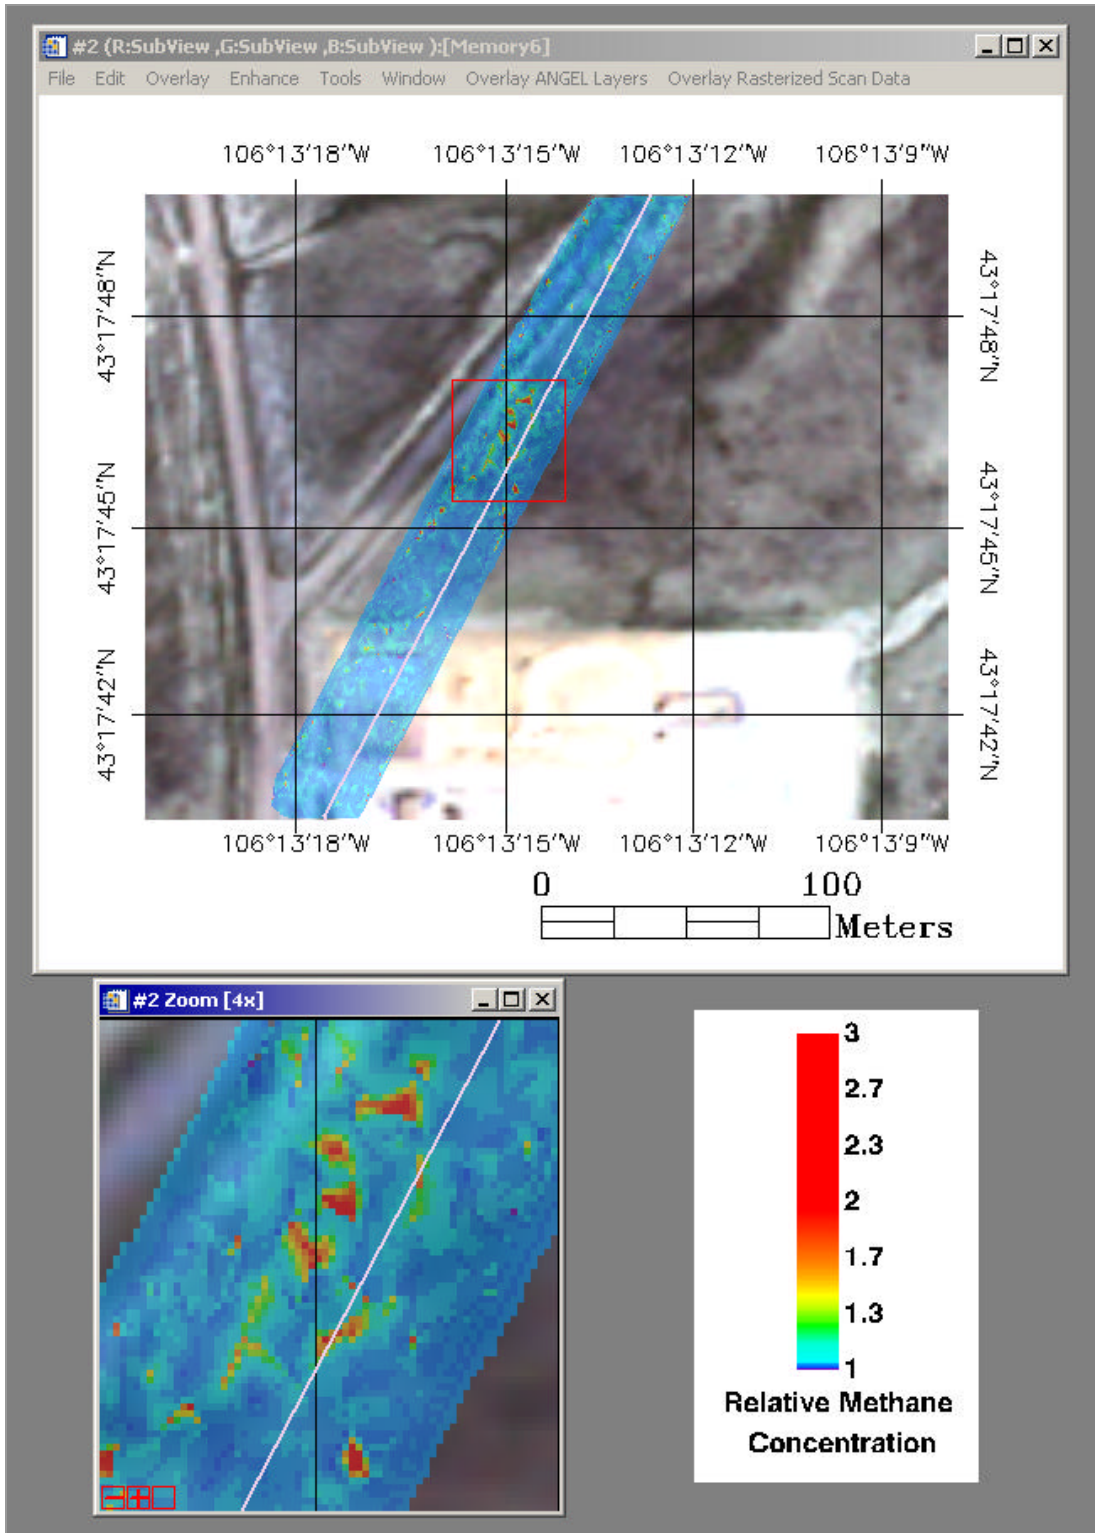 #2 (R:SubView ,G:SubView ,B:SubView ):[Memory6]
File Edit Overlay Enhance Tools Window Overlay ANGEL Layers Overlay Rasterized Scan Data
106°13'18"W 106°13'15"W 106°13'12"W 106°13'9"W
43°17'48"N 43°17'48"N
43°17'45"N 43°17'45"N
43°17'42"N 43°17'42"N
106°13'18"W 106°13'15"W 106°13'12"W 106°13'9"W
0 100
Meters
#2 Zoom [4x]
3
2.7
2.3
2
1.7
1.3
1
Relative Methane
Concentration